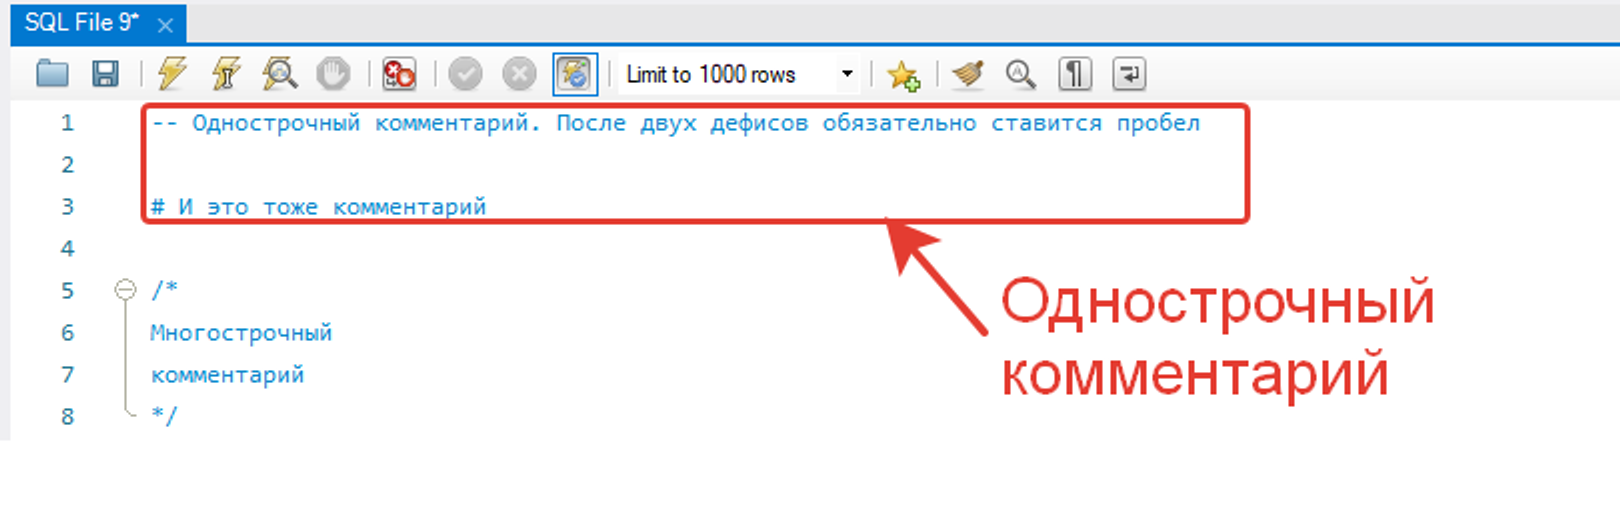 SQL File 9*
Limit to 1000 rows
1 -- Однострочный комментарий. После двух дефисов обязательно ставится пробел
2
3 # И это тоже комментарий
4
5 /*
6 Многострочный
7 комментарий
8 */
Однострочный
комментарий